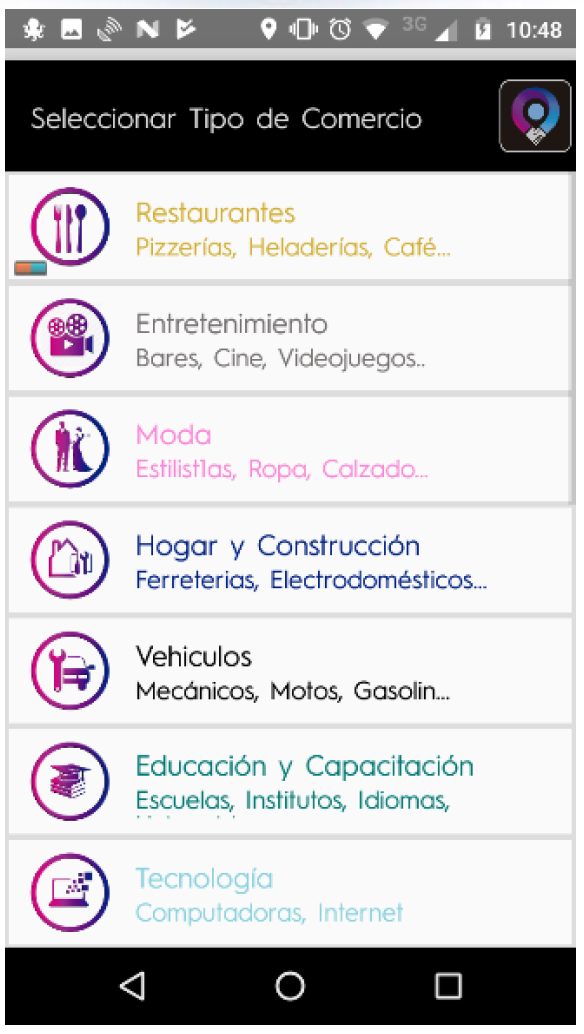 3G 10:48
Seleccionar Tipo de Comercio
Restaurantes
Pizzerías, Heladerías, Café...
Entretenimiento
Bares, Cine, Videojuegos..
Moda
Estilist1as, Ropa, Calzado...
Hogar y Construcción
Ferreterias, Electrodomésticos...
Vehiculos
Mecánicos, Motos, Gasolin...
Educación y Capacitación
Escuelas, Institutos, Idiomas,
Tecnología
Computadoras, Internet